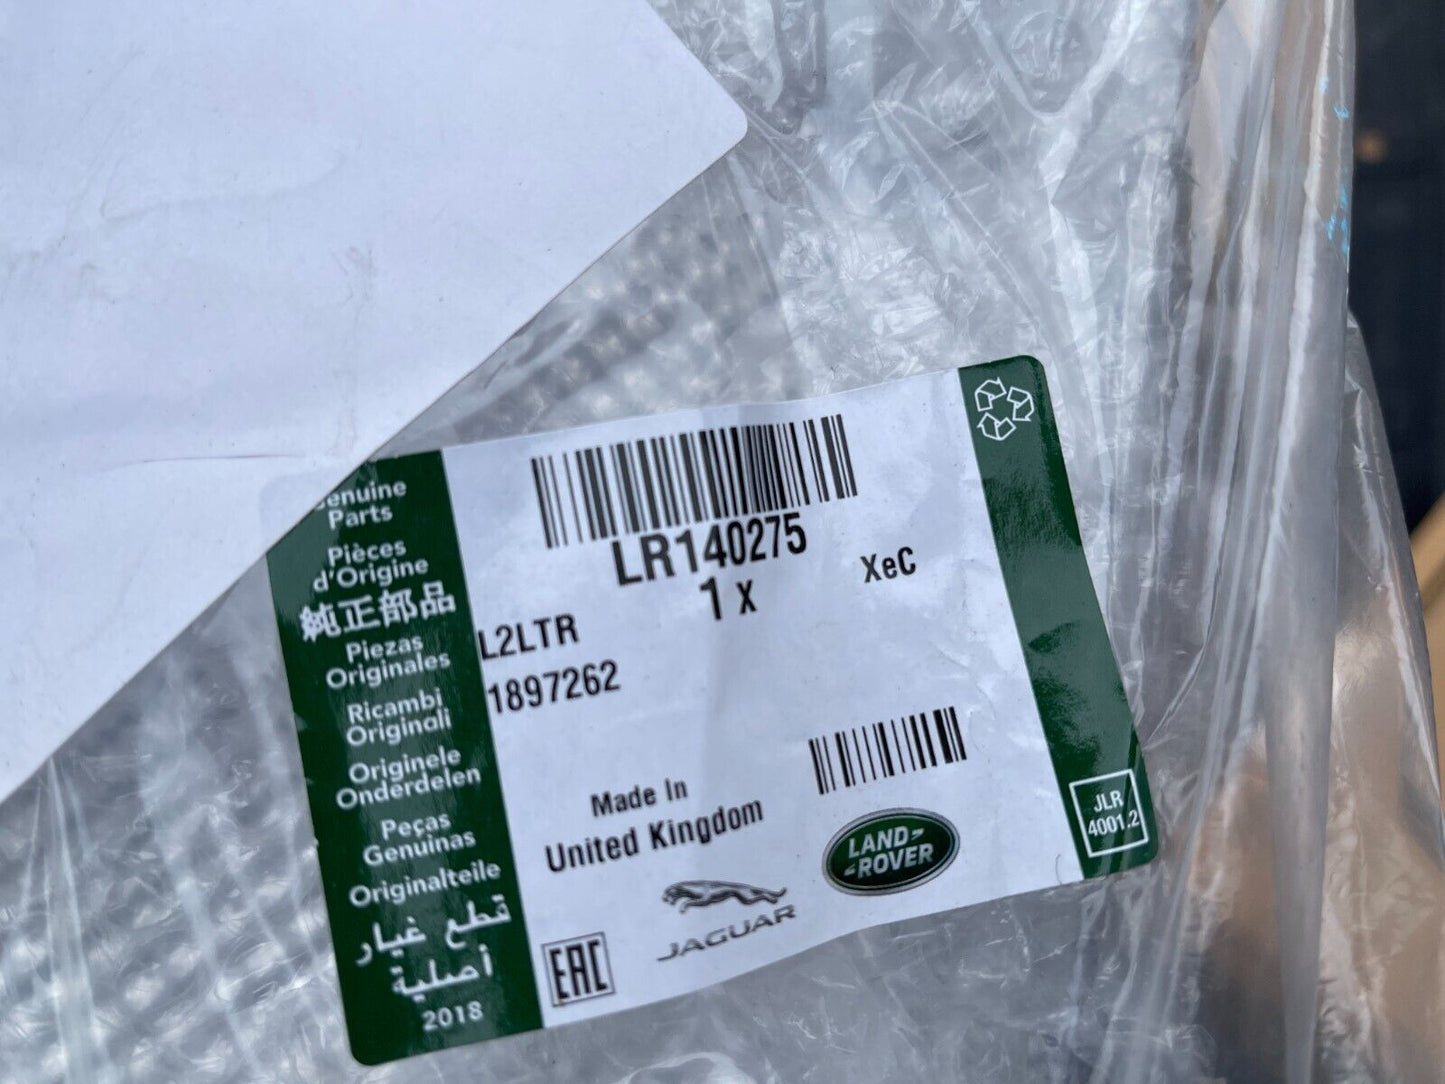 enuine
Parts
Pièces
d'Origine
純正部品
Piezas
Originales
Ricambi
Originali
Originele
Onderdelen
Peças
Genuinas
Originalteile
قطع غيار
أصلية
2018
LR140275
1 x
XeC
L2LTR
1897262
Made In
United Kingdom
JAGUAR
LAND-
-ROVER
EAC
JLR
4001.2